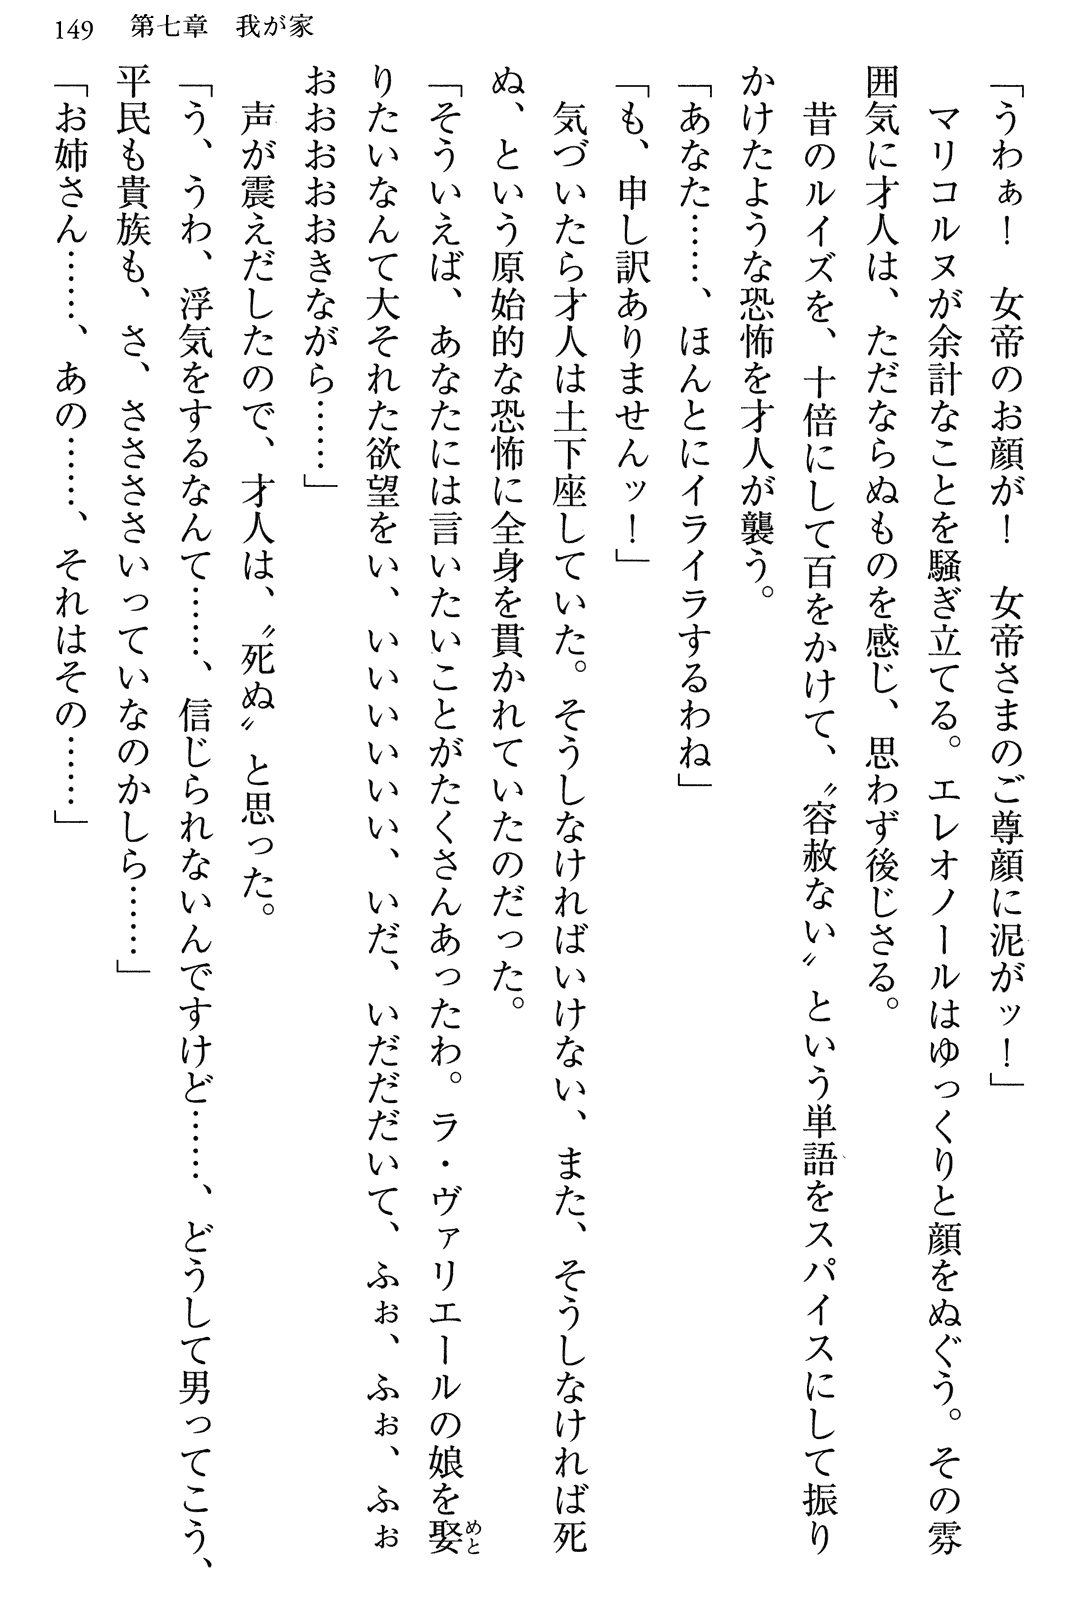 149　第七章　我が家
「うわぁ！　女帝のお顔が！　女帝さまのご尊顔に泥がッ！」
　マリコルヌが余計なことを騒ぎ立てる。エレオノールはゆっくりと顔をぬぐう。その雰
囲気に才人は、ただならぬものを感じ、思わず後じさる。
　昔のルイズを、十倍にして百をかけて、〝容赦ない〟という単語をスパイスにして振り
かけたような恐怖を才人が襲う。
「あなた……、ほんとにイライラするわね」
「も、申し訳ありませんッ！」
　気づいたら才人は土下座していた。そうしなければいけない、また、そうしなければ死
ぬ、という原始的な恐怖に全身を貫かれていたのだった。
「そういえば、あなたには言いたいことがたくさんあったわ。ラ・ヴァリエールの娘を娶めと
りたいなんて大それた欲望をい、いいいいいい、いだ、いだだだいて、ふぉ、ふぉ、ふぉ
おおおおおきながら……」
　声が震えだしたので、才人は、〝死ぬ〟と思った。
「う、うわ、浮気をするなんて……、信じられないんですけど……、どうして男ってこう、
平民も貴族も、さ、ささささいっていなのかしら……」
「お姉さん……、あの……、それはその……」